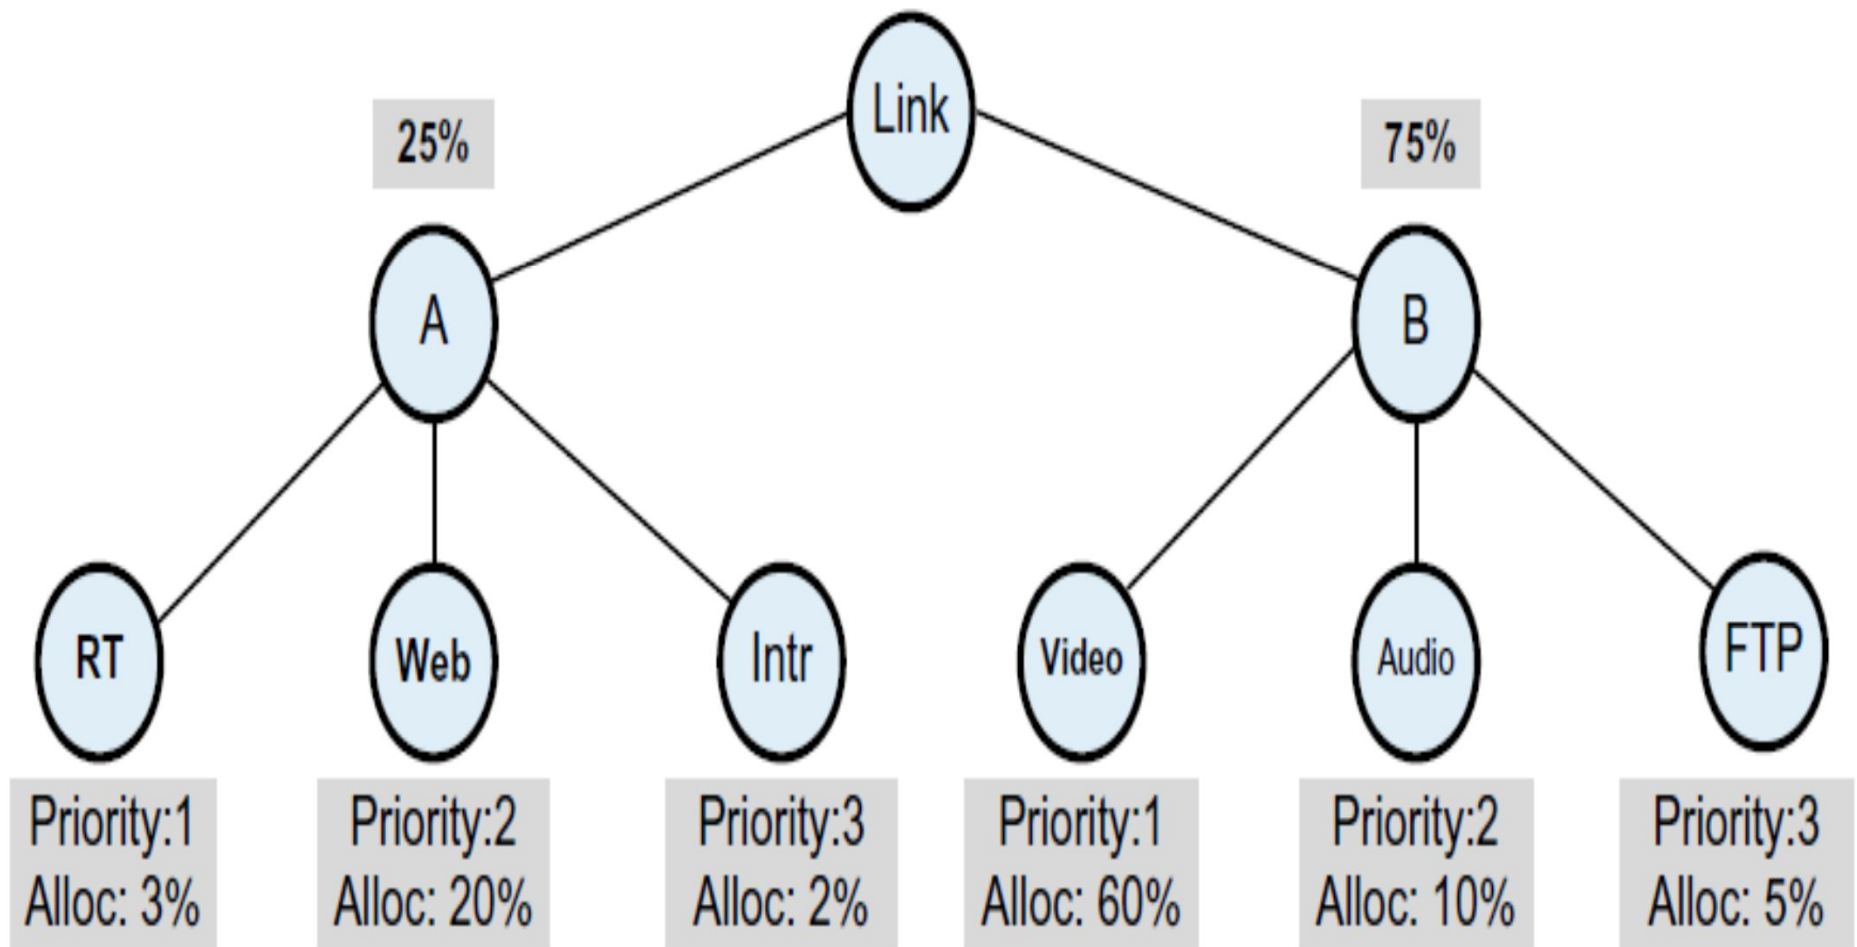 Link
25%
75%
A
B
RT
Web
Intr
Video
Audio
FTP
Priority:1
Alloc: 3%
Priority:2
Alloc: 20%
Priority:3
Alloc: 2%
Priority:1
Alloc: 60%
Priority:2
Alloc: 10%
Priority:3
Alloc: 5%